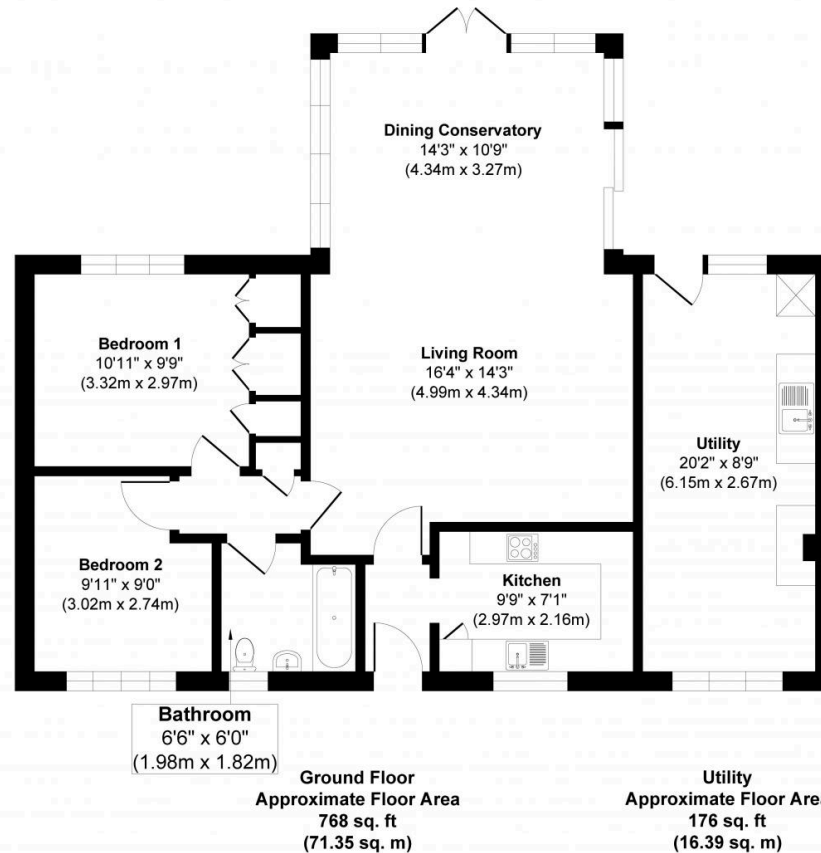 Dining Conservatory
14'3" x 10'9"
(4.34m x 3.27m)
Bedroom 1
10'11" x 9'9"
(3.32m x 2.97m)
Living Room
16'4" x 14'3"
(4.99m x 4.34m)
Utility
20'2" x 8'9"
(6.15m x 2.67m)
Bedroom 2
9'11" x 9'0"
(3.02m x 2.74m)
Kitchen
9'9" x 7'1"
(2.97m x 2.16m)
Bathroom
6'6" x 6'0"
(1.98m x 1.82m)
Ground Floor
Approximate Floor Area
768 sq. ft
(71.35 sq. m)
Utility
Approximate Floor Area
176 sq. ft
(16.39 sq. m)